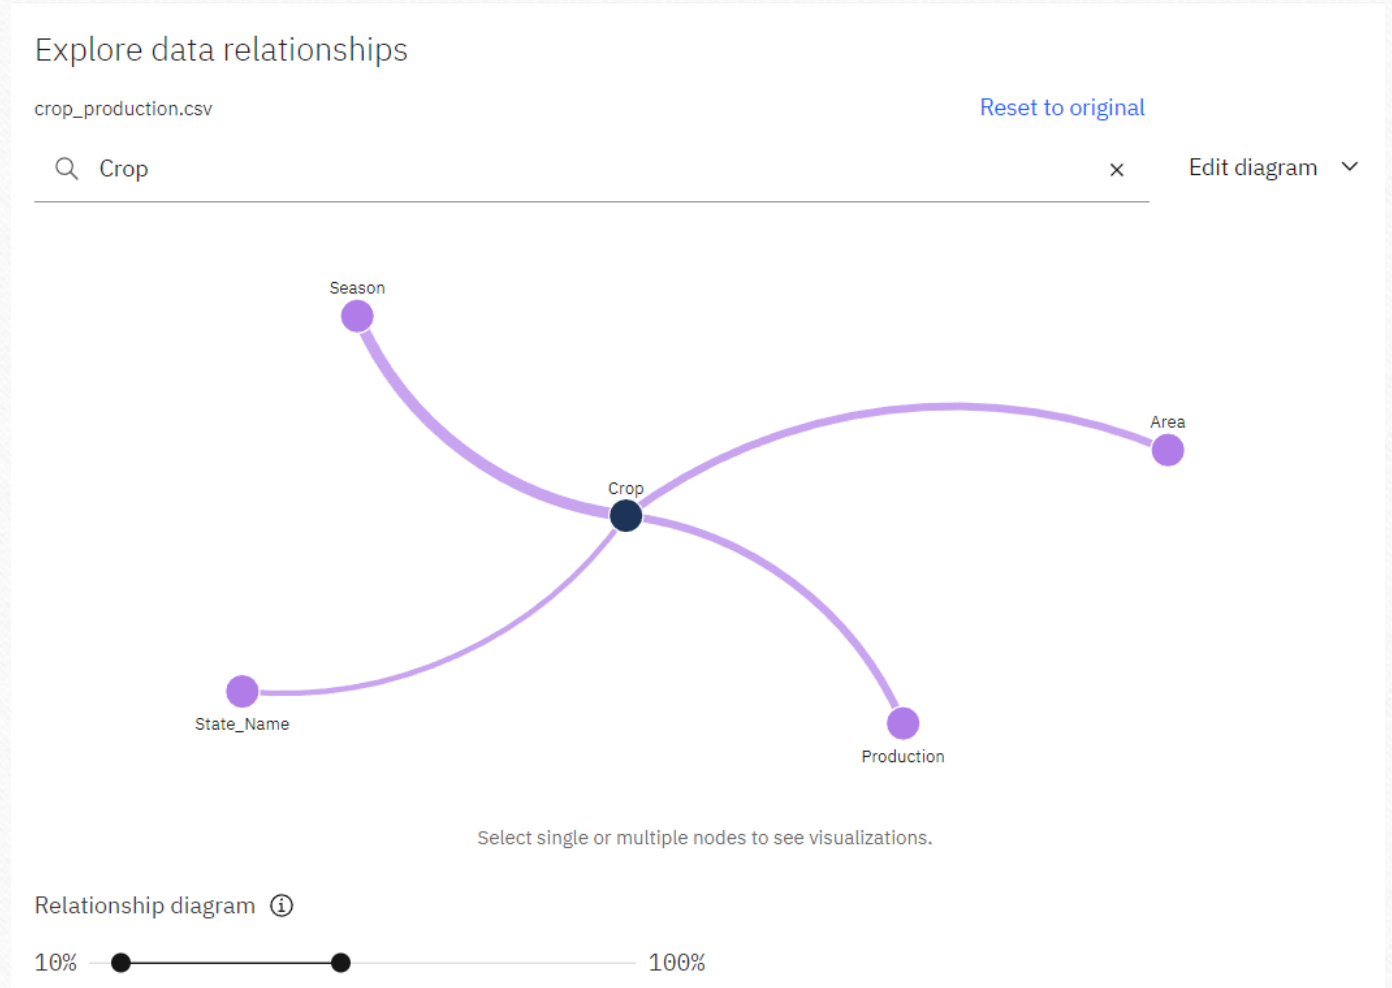 Explore data relationships
crop_production.csv
Reset to original
Crop
Edit diagram
Season
Area
Crop
State_Name
Production
Select single or multiple nodes to see visualizations.
Relationship diagram
10%
100%